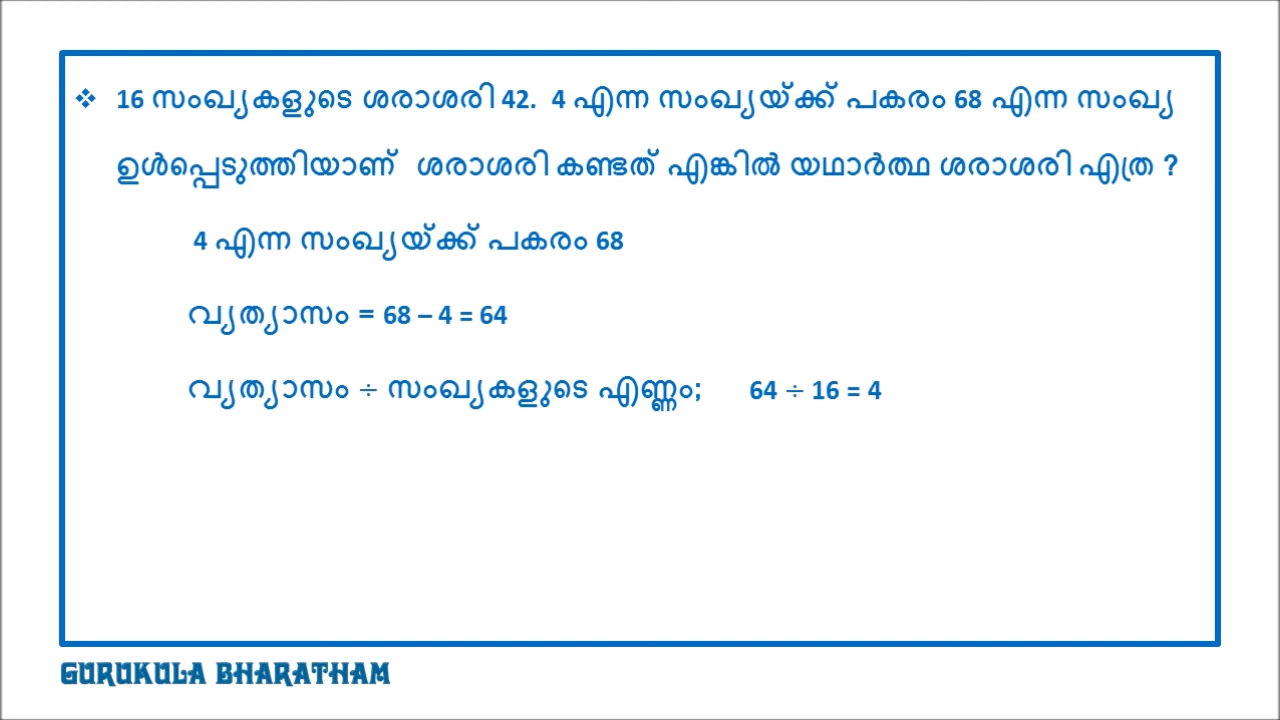 ❖ 16 സംഖ്യകളുടെ ശരാശരി 42. 4 എന്ന സംഖ്യയ്ക്ക് പകരം 68 എന്ന സംഖ്യ
ഉൾപ്പെടുത്തിയാണ് ശരാശരി കണ്ടത് എങ്കിൽ യഥാർത്ഥ ശരാശരി എത്ര ?
4 എന്ന സംഖ്യയ്ക്ക് പകരം 68
വ്യത്യാസം = 68 – 4 = 64
വ്യത്യാസം ÷ സംഖ്യകളുടെ എണ്ണം; 64 ÷ 16 = 4
GURUKULA BHARATHAM